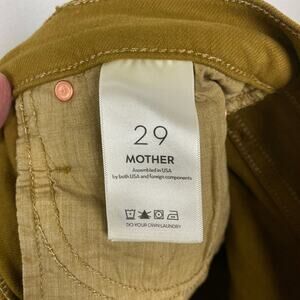 29
MOTHER
Assembled in USA
by both USA and foreign components
DO YOUR OWN LAUNDRY